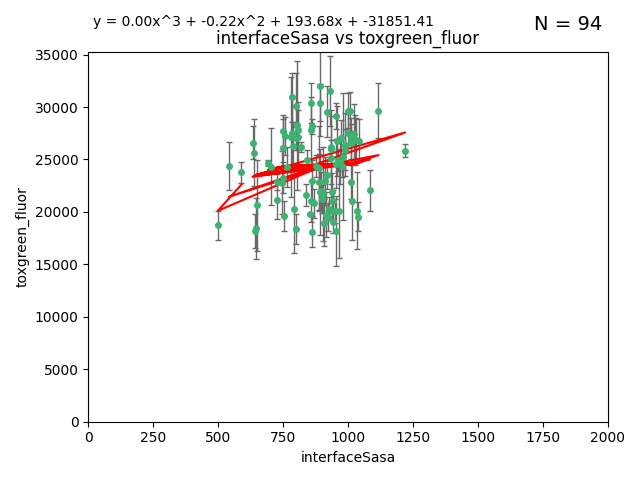 y = 0.00x^3 + -0.22x^2 + 193.68x + -31851.41
N = 94
interfaceSasa vs toxgreen_fluor
35000
30000
25000
20000
15000
10000
5000
0
toxgreen_fluor
0 250 500 750 1000 1250 1500 1750 2000
interfaceSasa